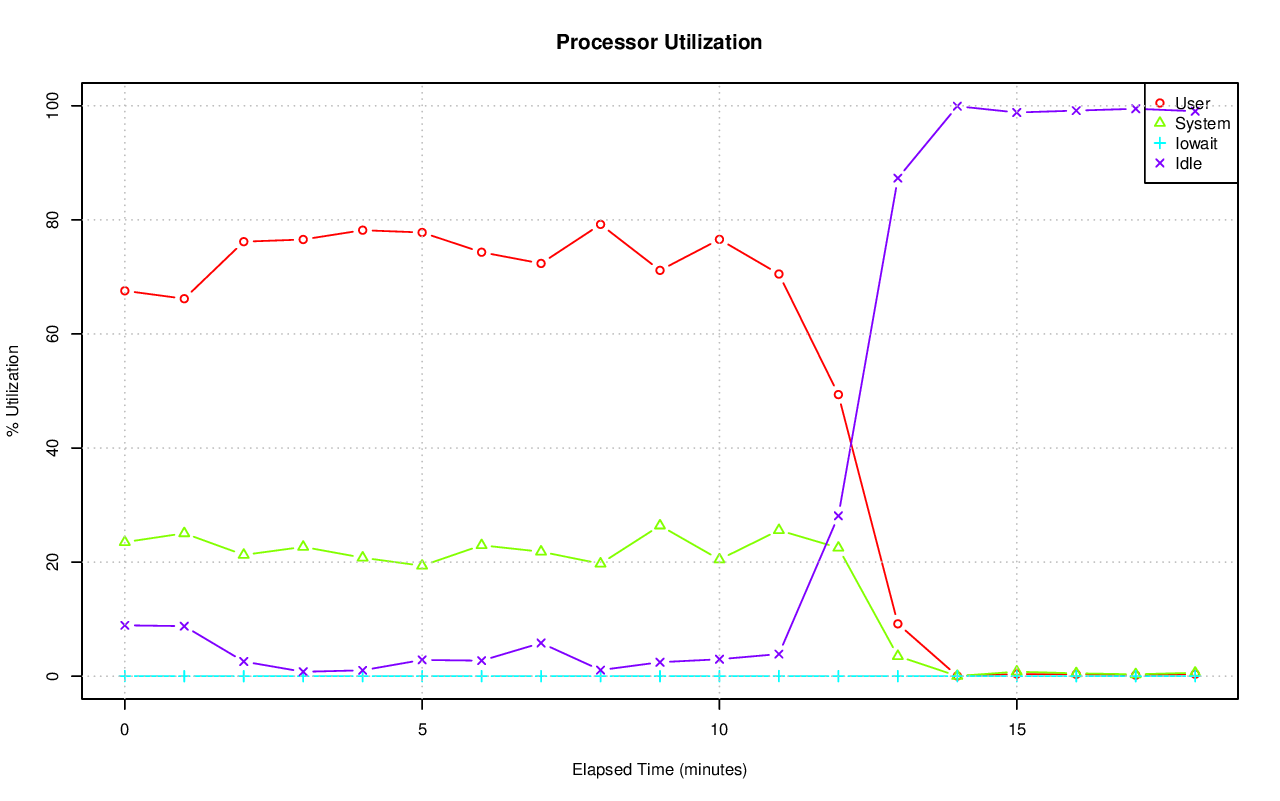 Processor Utilization
% Utilization
100
80
60
40
20
0
User
System
Iowait
Idle
0 5 10 15
Elapsed Time (minutes)